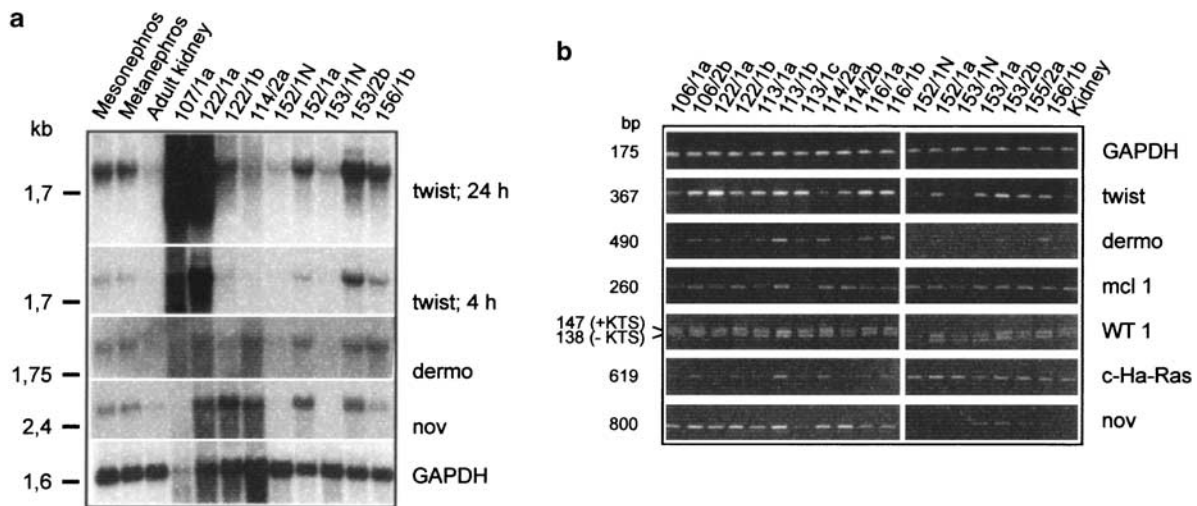 a
Mesonephros
Metanephros
Adult kidney
107/1a
122/1a
122/1b
114/2a
152/1N
152/1a
153/1N
153/2b
156/1b
kb
1,7
twist; 24 h
1,7
twist; 4 h
1,75
dermo
2,4
nov
1,6
GAPDH
b
106/1a
106/2b
122/1a
122/1b
113/1a
113/1b
113/1c
114/2a
114/2b
116/1a
116/1b
152/1N
152/1a
153/1N
153/1a
153/2b
155/2a
156/1b
Kidney
bp
175
GAPDH
367
twist
490
dermo
260
mcl 1
147 (+KTS)
138 (- KTS)
WT 1
619
c-Ha-Ras
800
nov